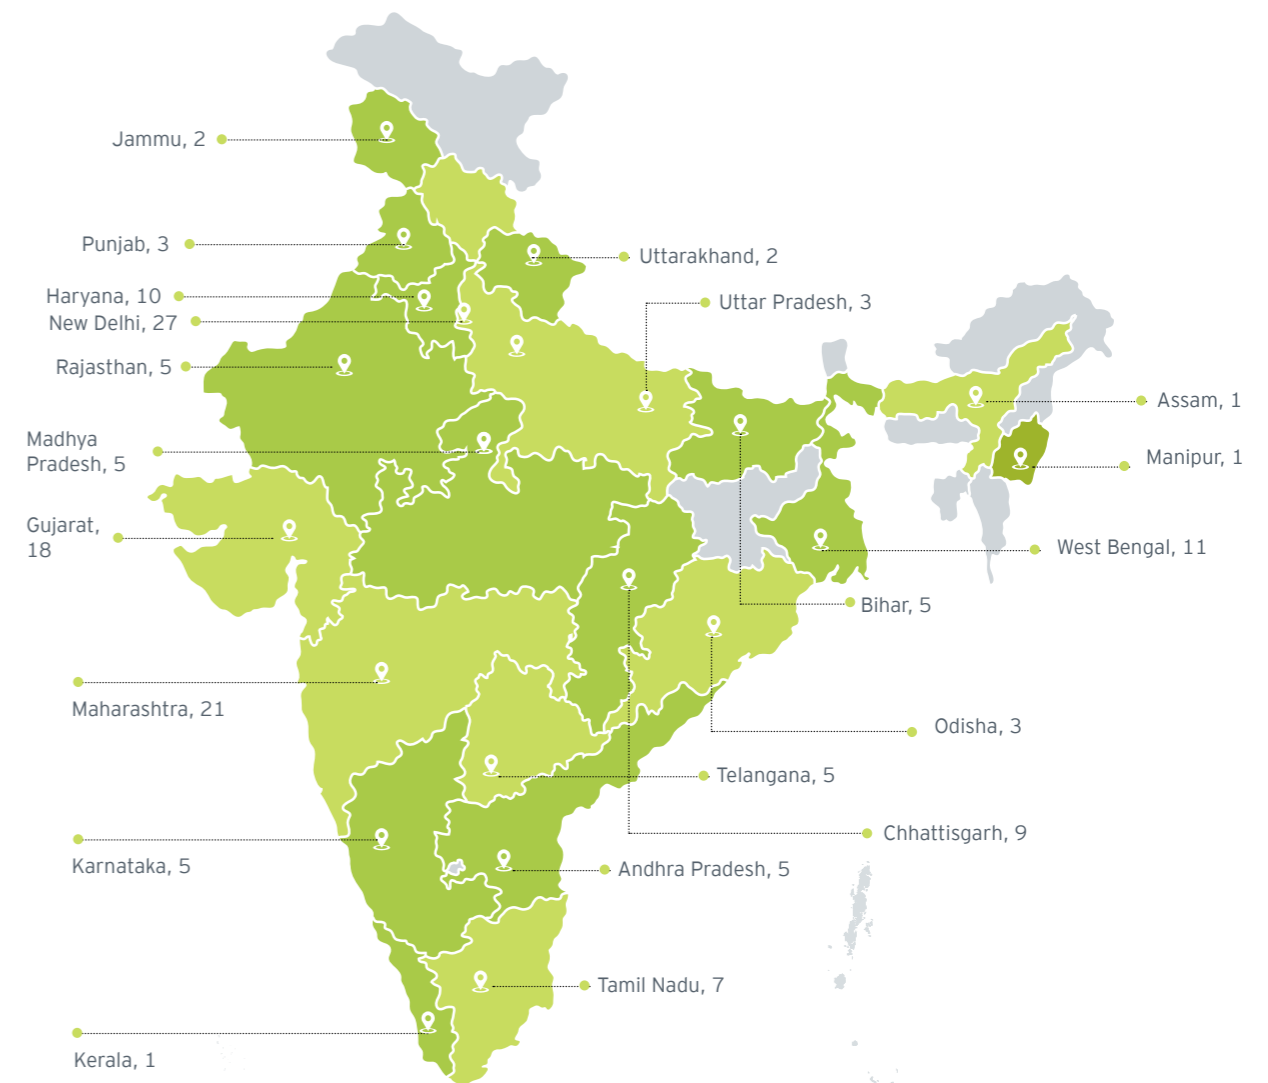 Jammu, 2
Punjab, 3
Uttarakhand, 2
Haryana, 10
Uttar Pradesh, 3
New Delhi, 27
Rajasthan, 5
Assam, 1
Madhya
Pradesh, 5
Manipur, 1
Gujarat,
18
West Bengal, 11
Bihar, 5
Maharashtra, 21
Odisha, 3
Telangana, 5
Chhattisgarh, 9
Karnataka, 5
Andhra Pradesh, 5
Tamil Nadu, 7
Kerala, 1